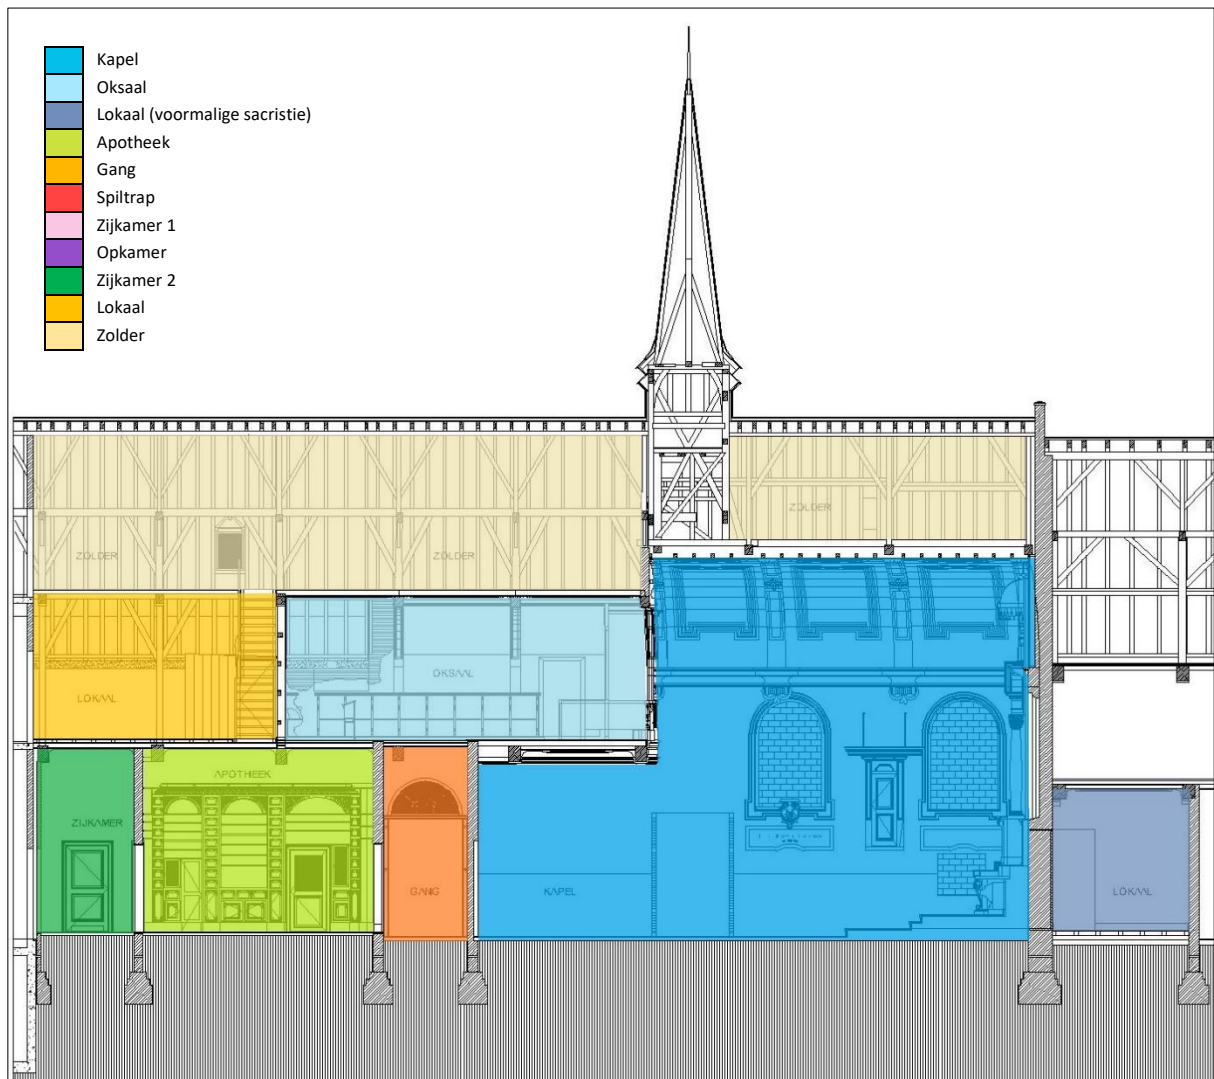 Kapel
Oksaal
Lokaal (voormalige sacristie)
Apotheek
Gang
Spiltrap
Zijkamer 1
Opkamer
Zijkamer 2
Lokaal
Zolder
ZOLDER
ZOLDER
ZOLDER
LOKAAL
OKSAAL
APOTHEEK
ZIJKAMER
GANG
KAPEL
LOKAAL